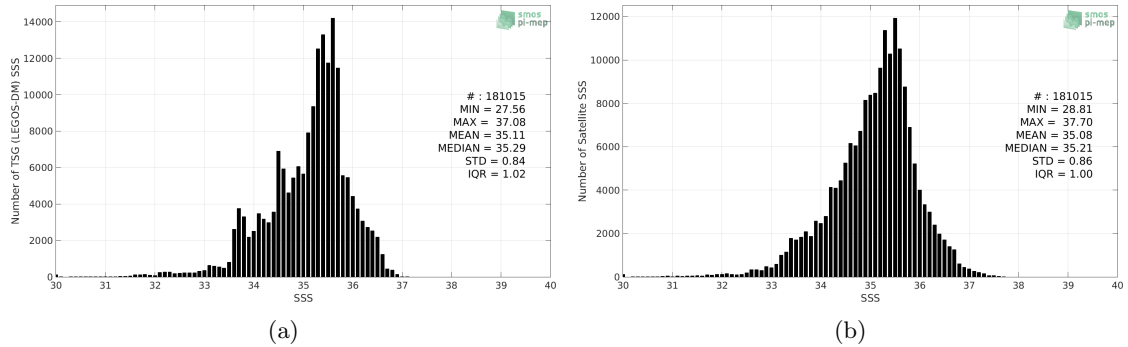 smos
pi-mep
14000
12000
10000
8000
6000
4000
2000
0
Number of TSG (LEGOS-DM) SSS
# : 181015
MIN = 27.56
MAX = 37.08
MEAN = 35.11
MEDIAN = 35.29
STD = 0.84
IQR = 1.02
30 31 32 33 34 35 36 37 38 39 40
SSS
(a)
smos
pi-mep
12000
10000
8000
6000
4000
2000
0
Number of Satellite SSS
# : 181015
MIN = 28.81
MAX = 37.70
MEAN = 35.08
MEDIAN = 35.21
STD = 0.86
IQR = 1.00
30 31 32 33 34 35 36 37 38 39 40
SSS
(b)